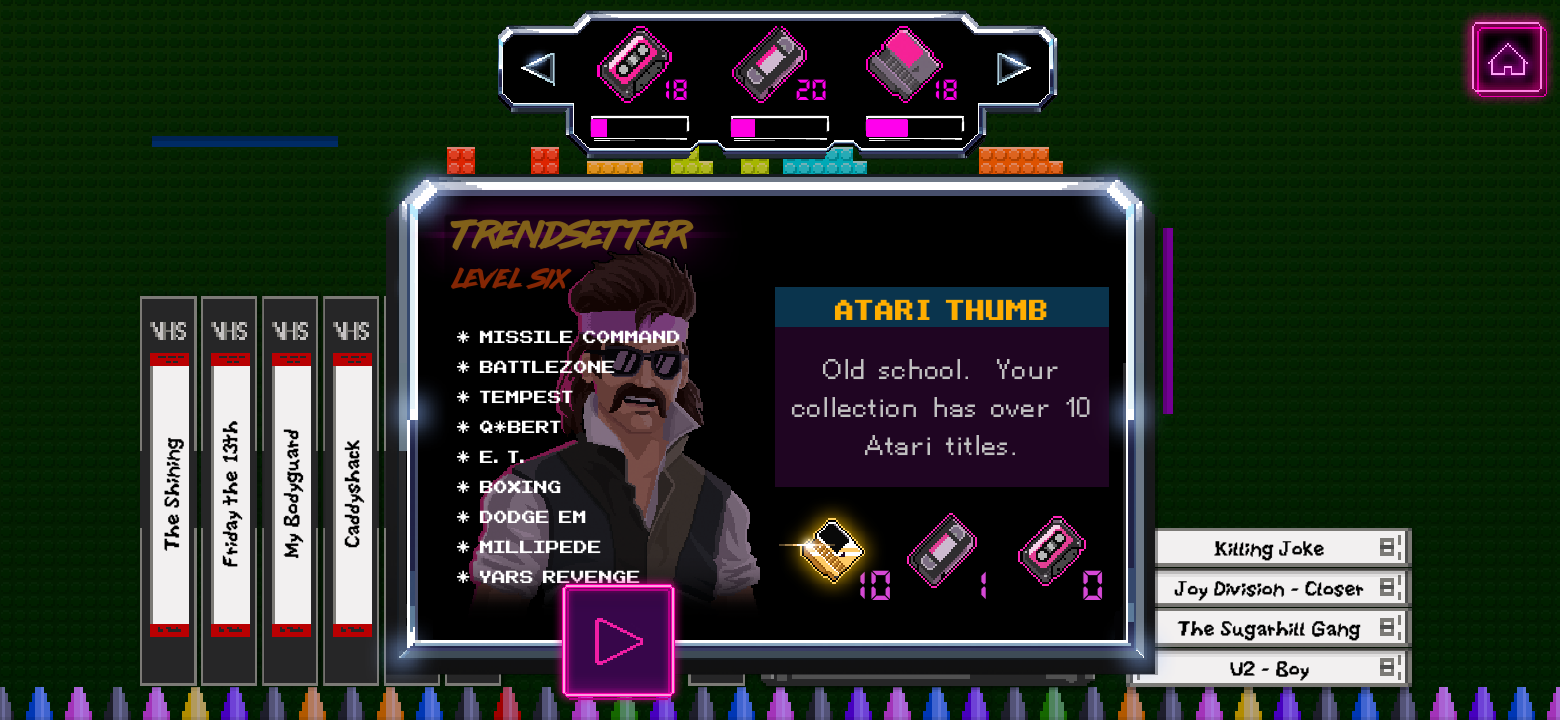 18
20
18
TRENDSETTER
LEVEL SIX
* MISSILE COMMAND
* BATTLEZONE
* TEMPEST
* Q*BERT
* E. T.
* BOXING
* DODGE EM
* MILLIPEDE
* YARS REVENGE
ATARI THUMB
Old school. Your
collection has over 10
Atari titles.
10
1
0
VHS
VHS
VHS
VHS
The Shining
Friday the 13th
My Bodyguard
Caddyshack
Killing Joke
Joy Division - Closer
The Sugarhill Gang
U2 - Boy